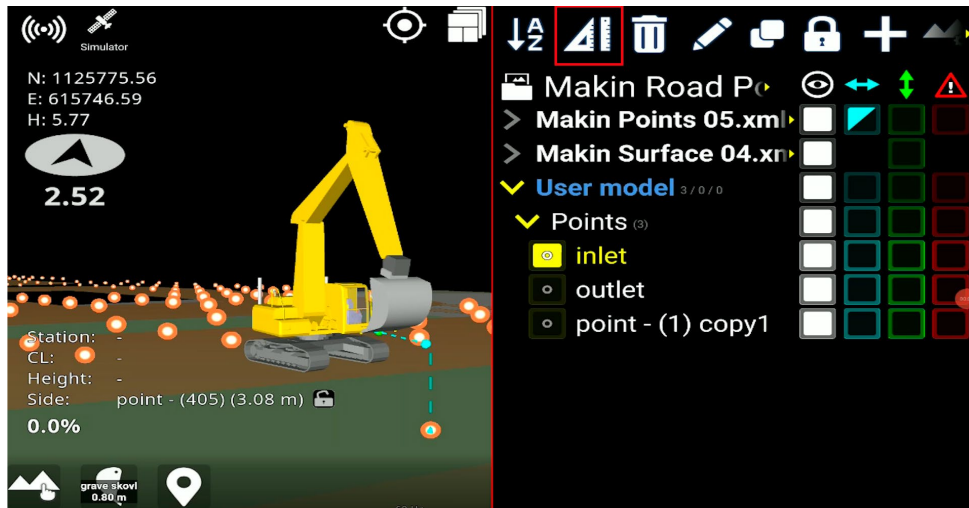 Simulator
N: 1125775.56
E: 615746.59
H: 5.77
2.52
Station: -
CL: -
Height: -
Side: point - (405) (3.08 m)
0.0%
grave skovl
0.80 m
A
Z
Makin Road Po
Makin Points 05.xml
Makin Surface 04.xn
User model 3 / 0 / 0
Points (3)
inlet
outlet
point - (1) copy1